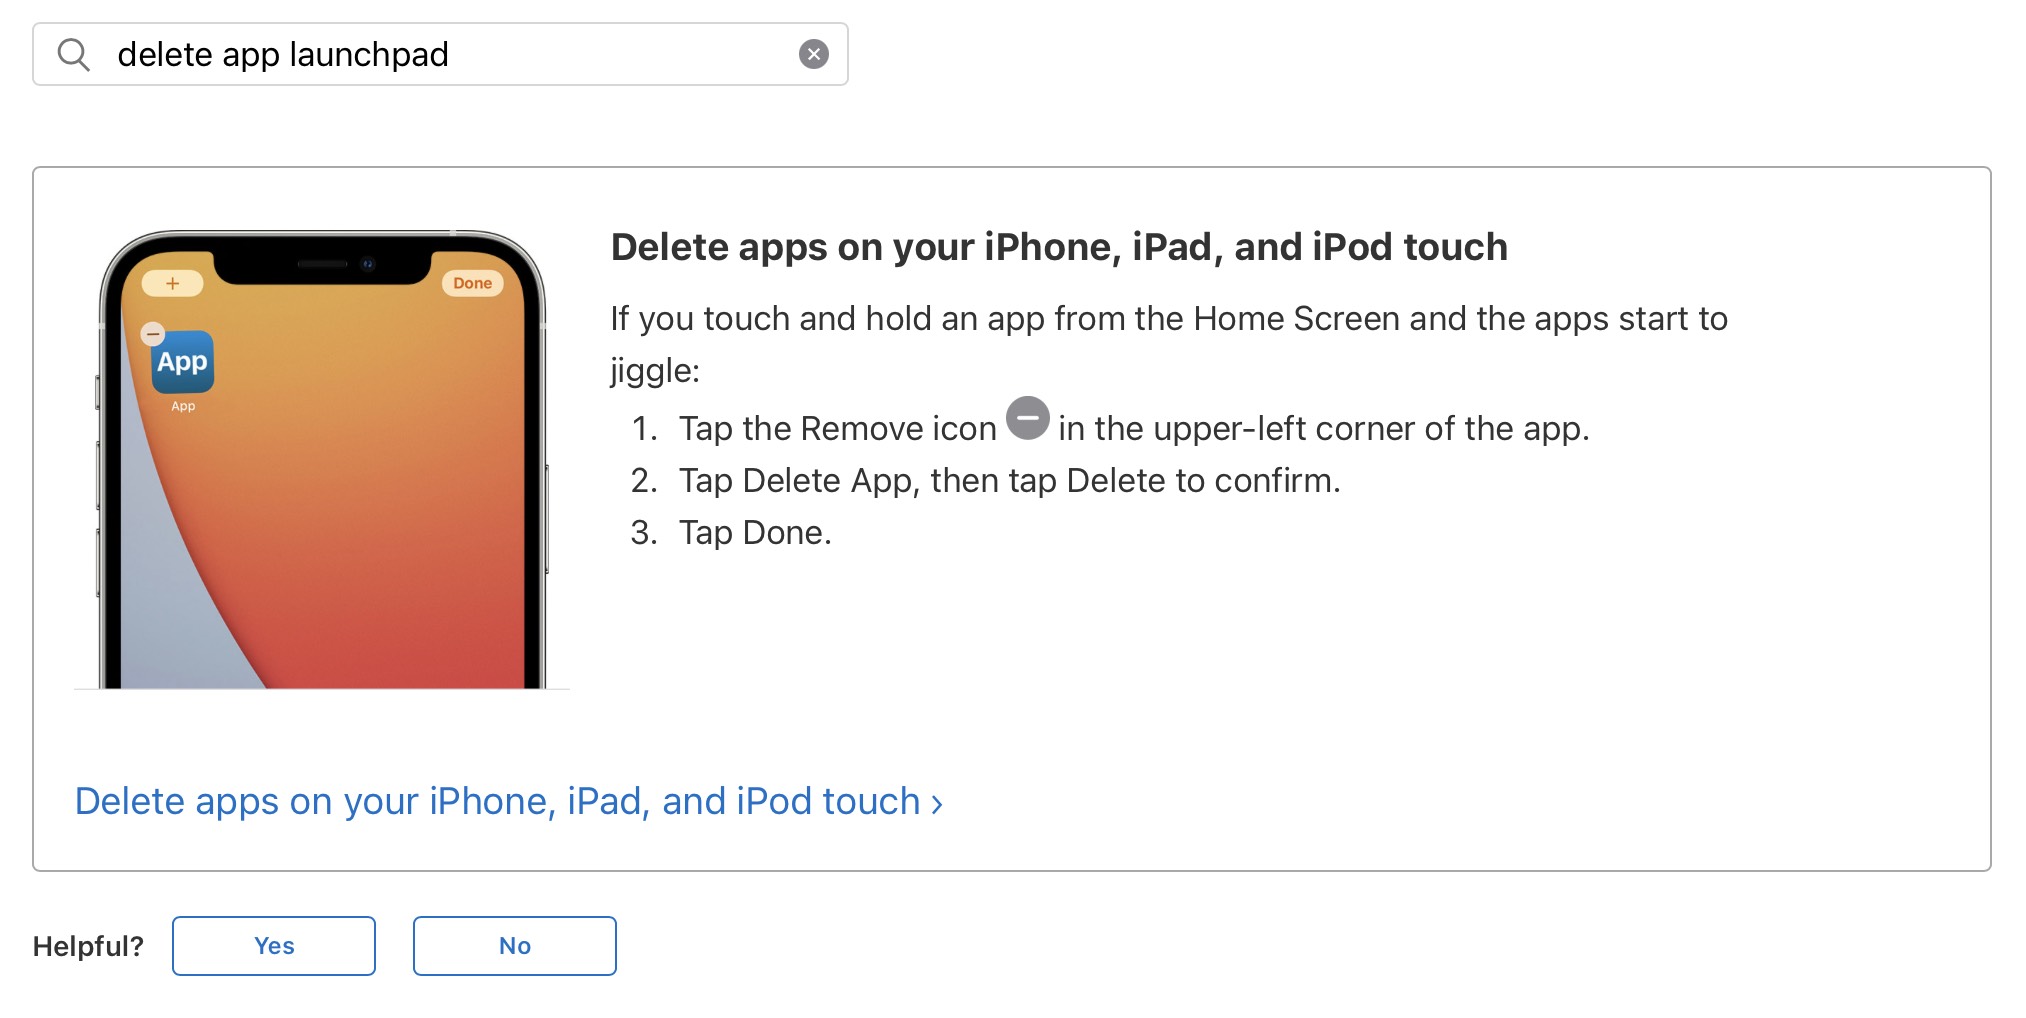 delete app launchpad
Delete apps on your iPhone, iPad, and iPod touch
+
Done
App
App
If you touch and hold an app from the Home Screen and the apps start to
jiggle:
1. Tap the Remove icon in the upper-left corner of the app.
2. Tap Delete App, then tap Delete to confirm.
3. Tap Done.
Delete apps on your iPhone, iPad, and iPod touch ›
Helpful?
Yes
No